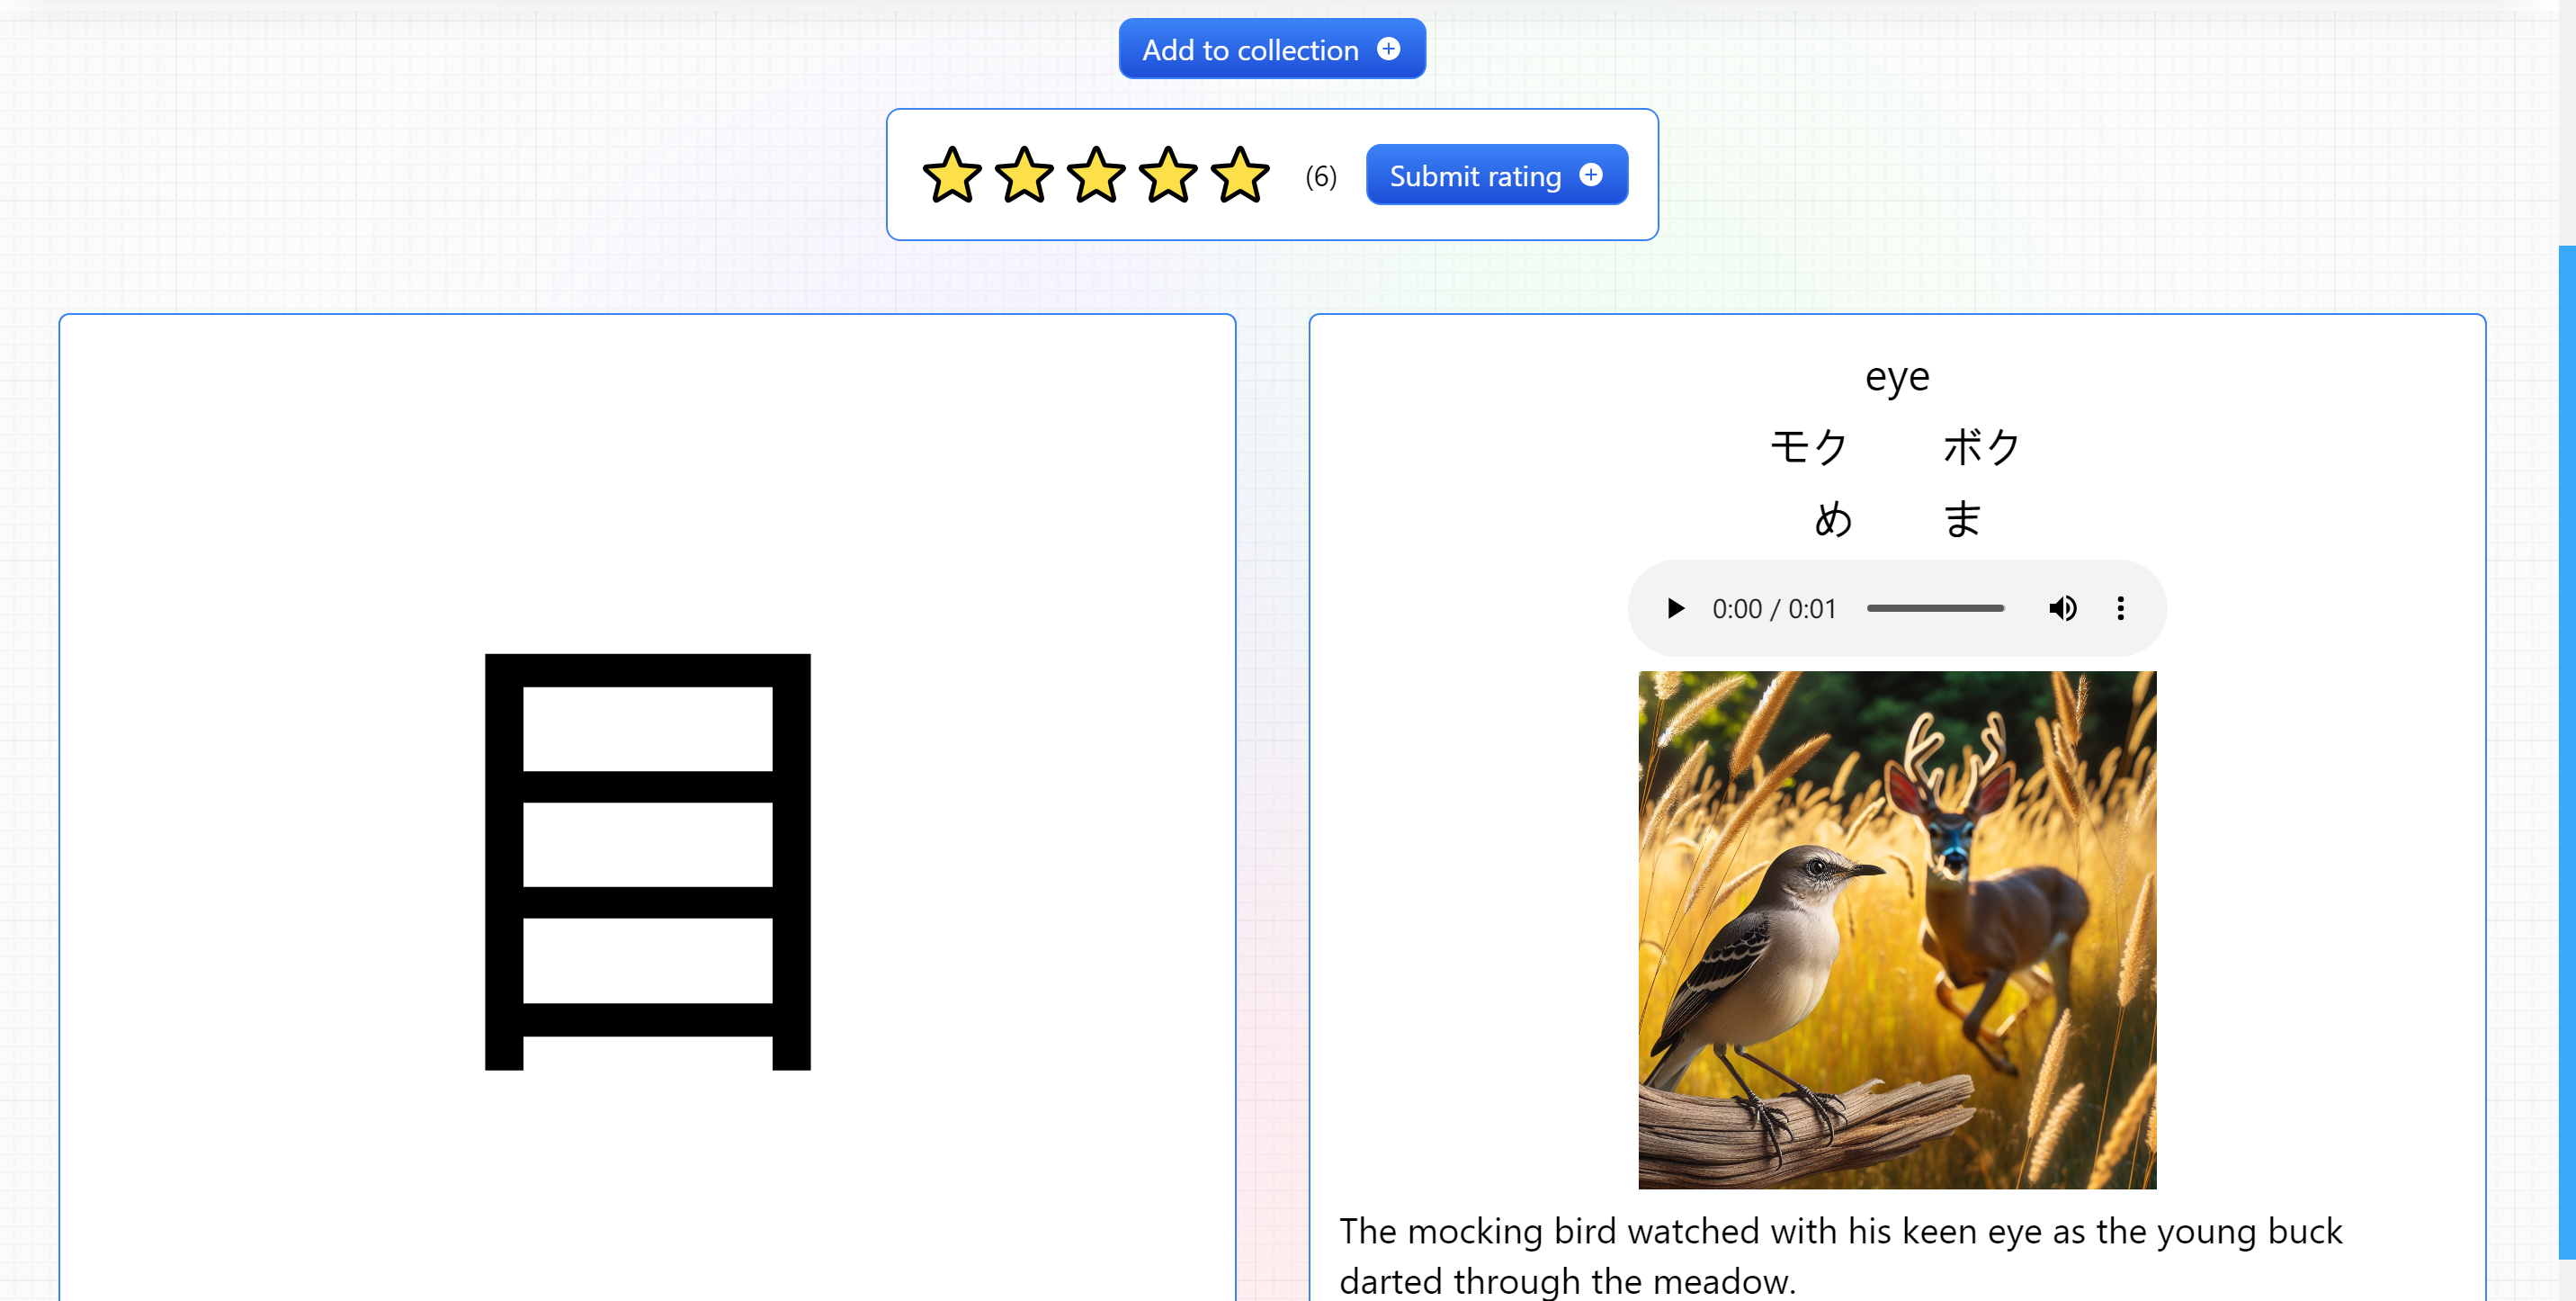 Add to collection
(6) Submit rating
目
eye
モク ボク
め ま
0:00 / 0:01
The mocking bird watched with his keen eye as the young buck
darted through the meadow.